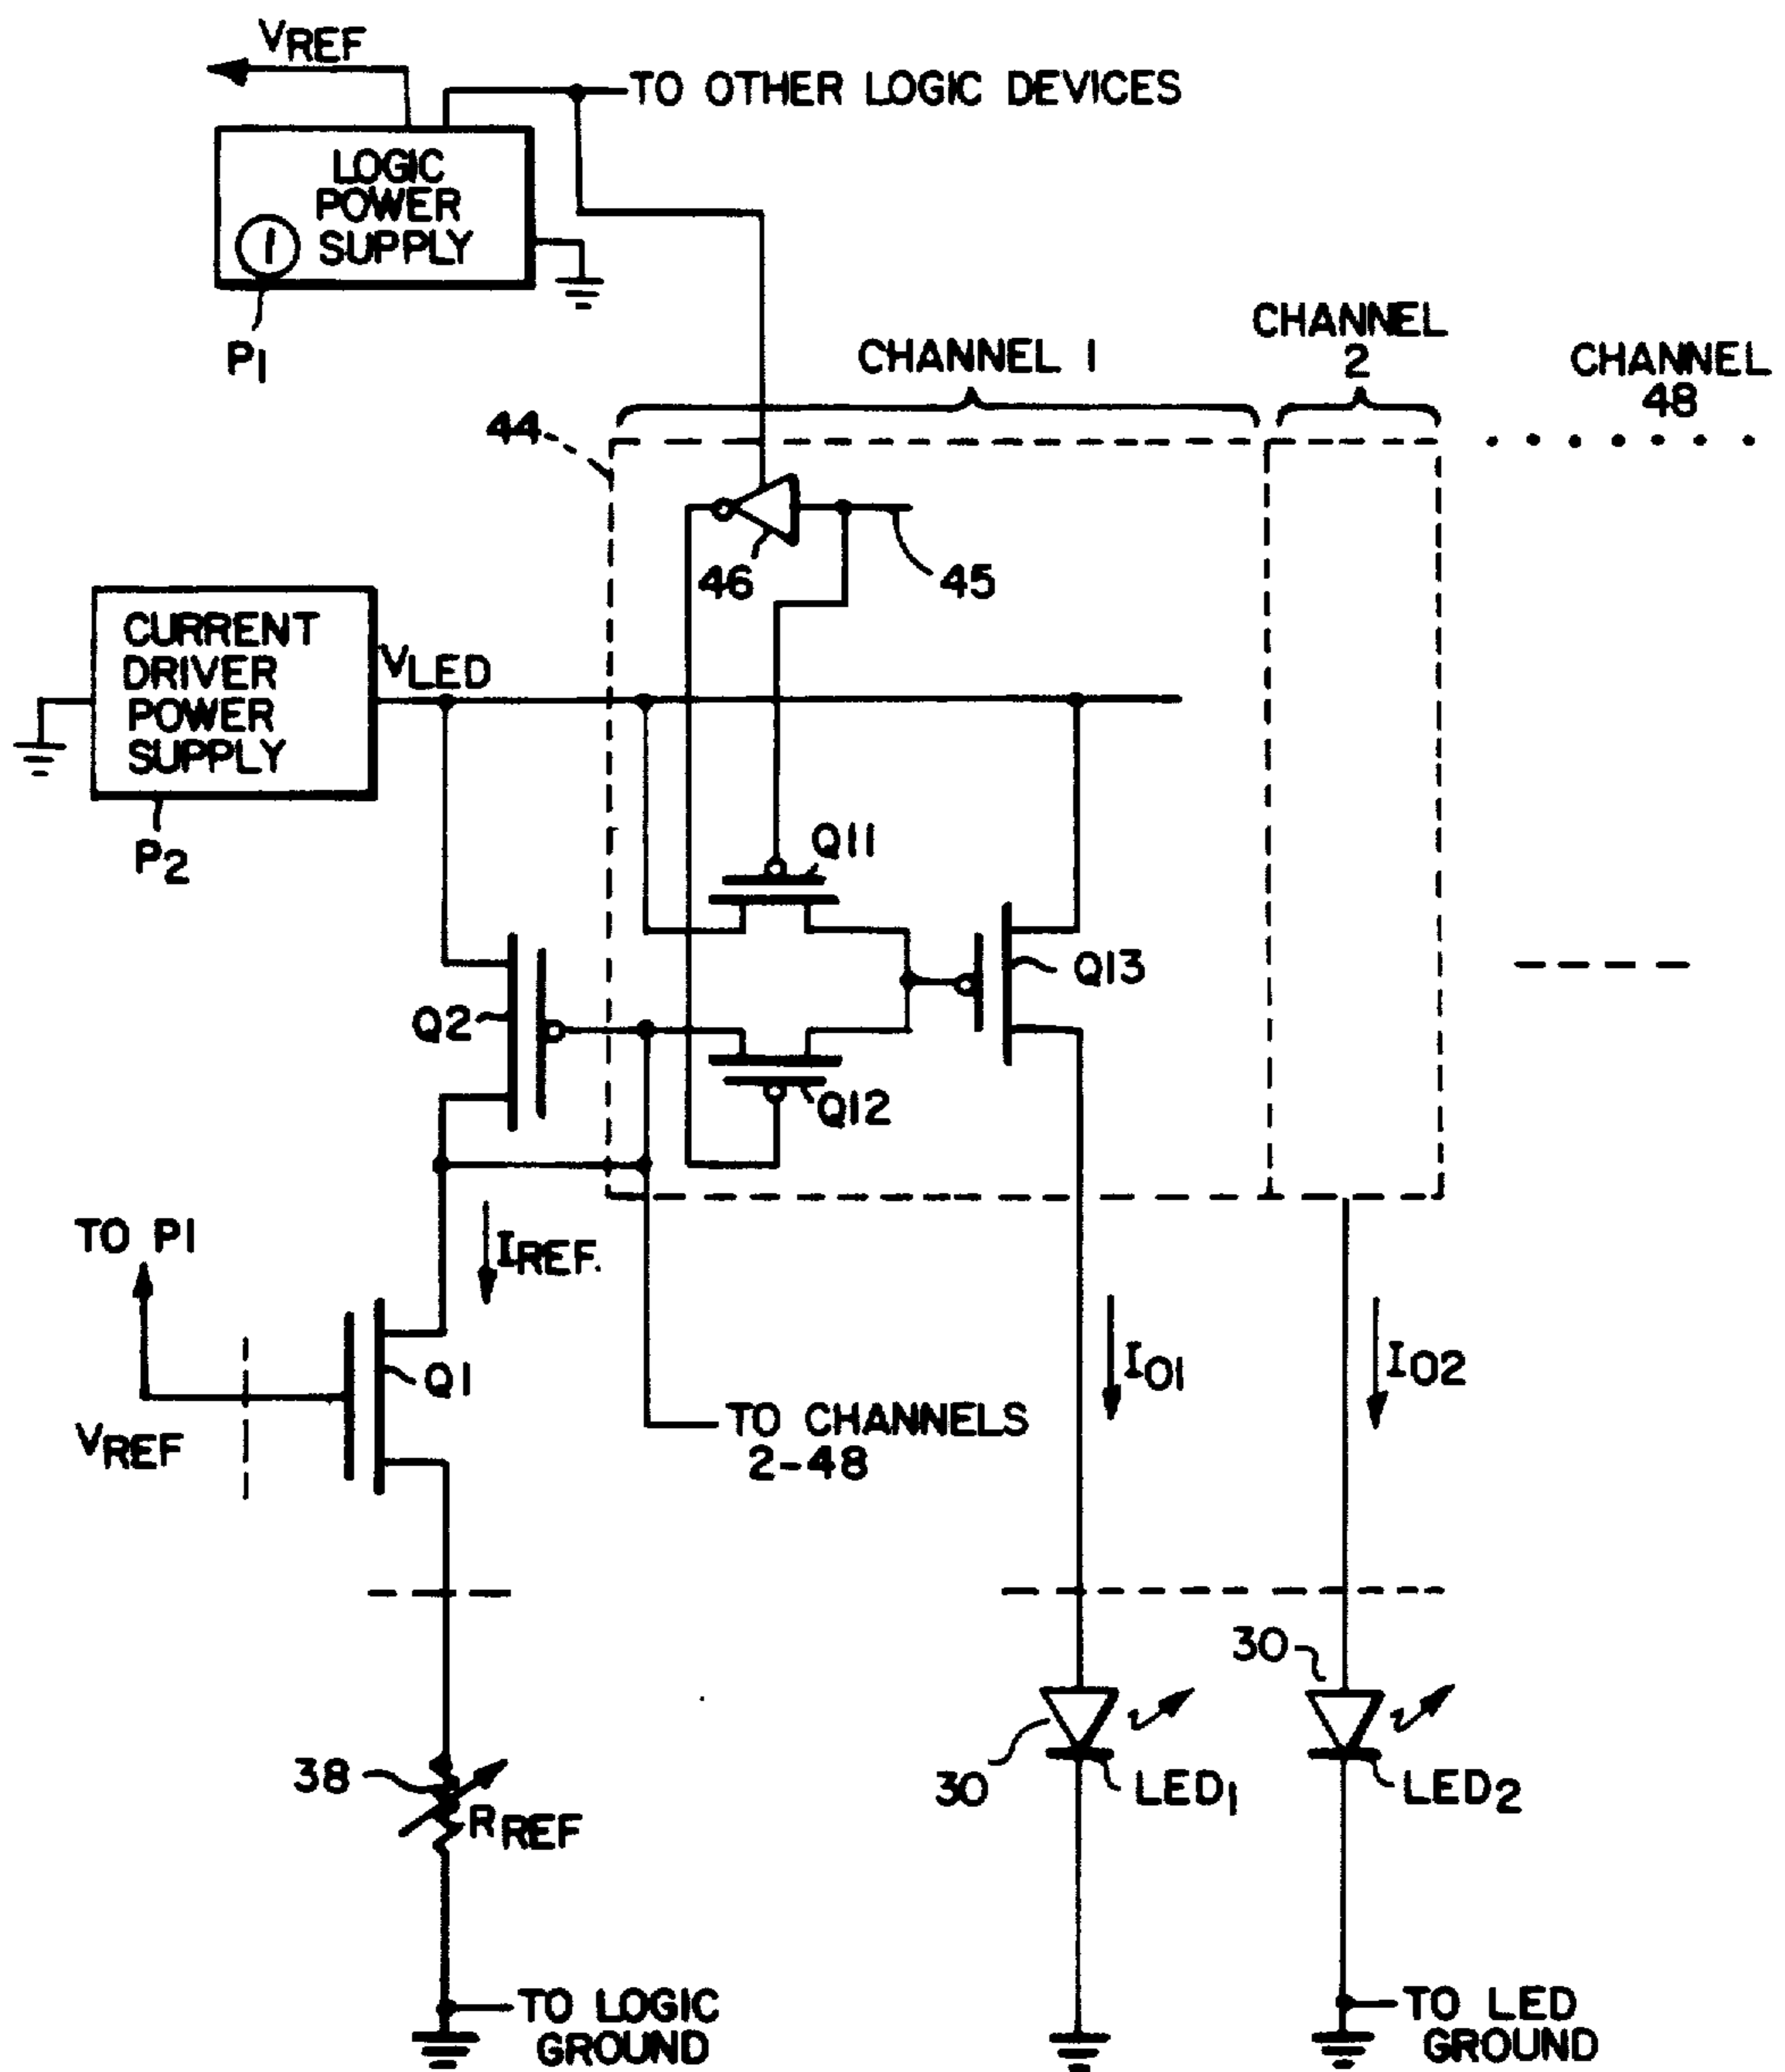 VREF
TO OTHER LOGIC DEVICES
LOGIC
POWER
SUPPLY
1
P1
CHANNEL 1
CHANNEL
2
CHANNEL
48
44
46
45
CURRENT
DRIVER
POWER
SUPPLY
VLED
P2
Q11
Q13
Q2
Q12
TO P1
IREF.
Q1
VREF
IO1
IO2
TO CHANNELS
2-48
30
38
RREF
30
LED1
LED2
TO LOGIC
GROUND
TO LED
GROUND